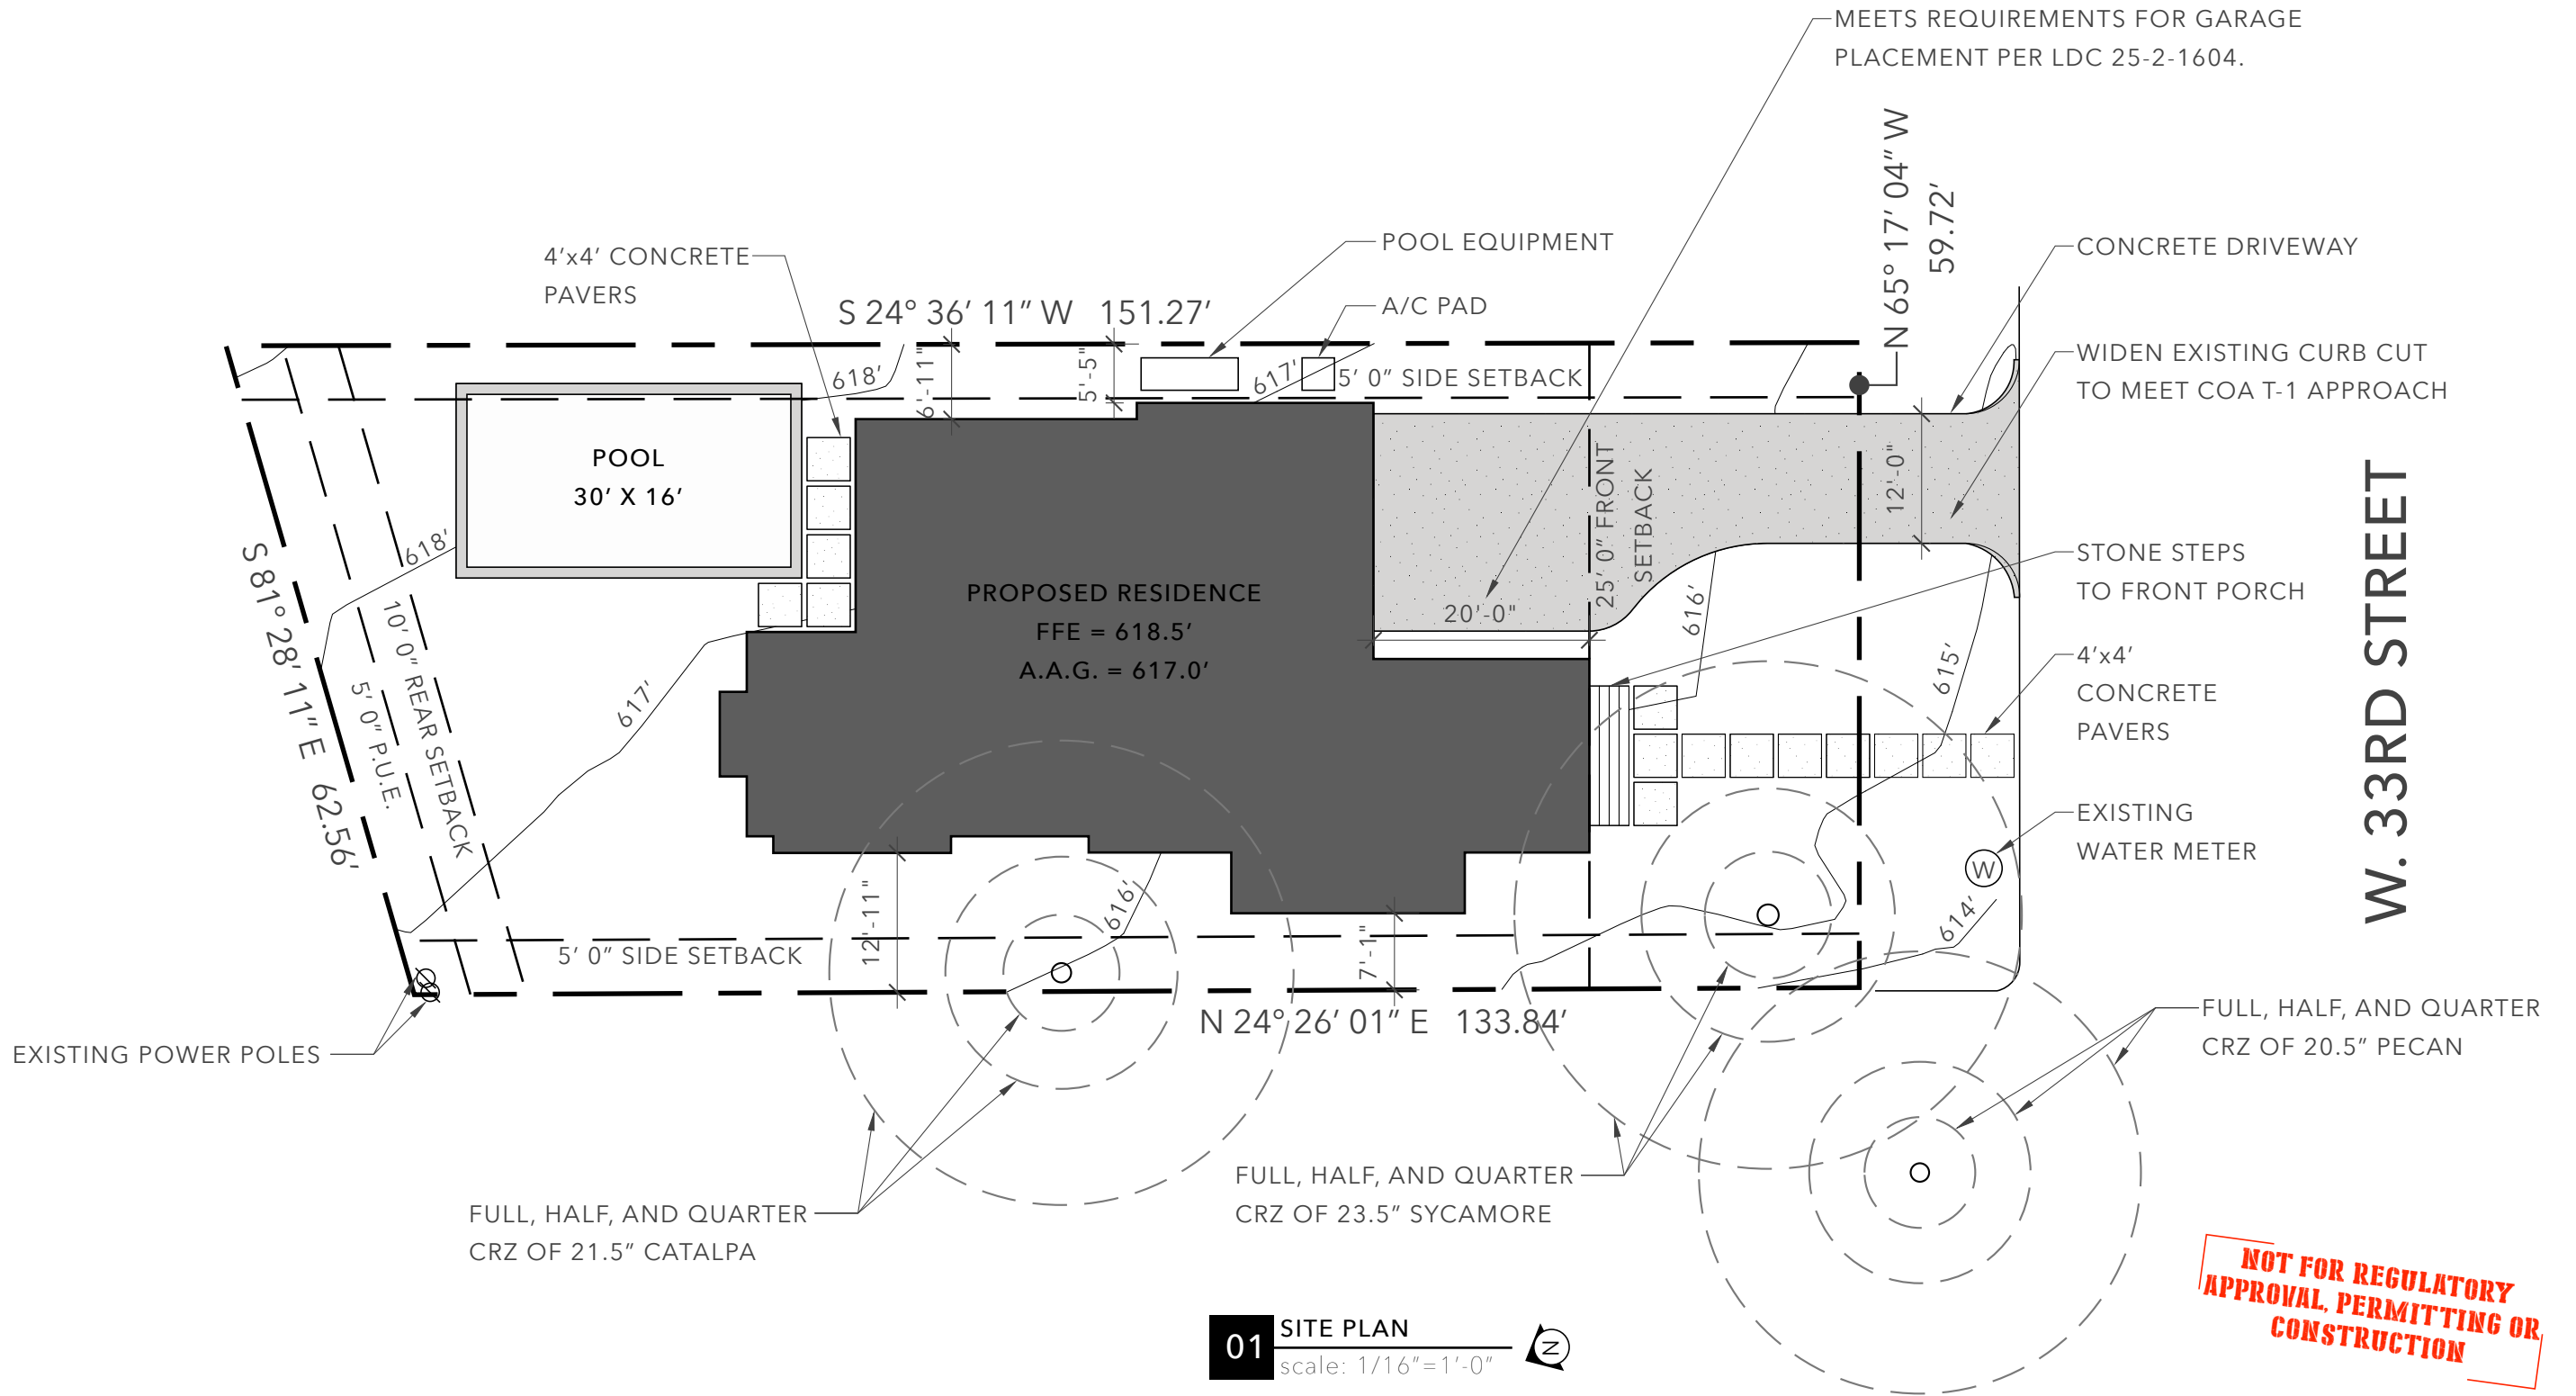 MEETS REQUIREMENTS FOR GARAGE
PLACEMENT PER LDC 25-2-1604.
N 65° 17' 04" W
59.72'
4'x4' CONCRETE
PAVERS
POOL EQUIPMENT
CONCRETE DRIVEWAY
S 24° 36' 11" W 151.27'
A/C PAD
WIDEN EXISTING CURB CUT
TO MEET COA T-1 APPROACH
618'
6'-11"
5'-5"
617'
5' 0" SIDE SETBACK
POOL
30' X 16'
12'-0"
25' 0" FRONT
SETBACK
W. 33RD STREET
618'
STONE STEPS
TO FRONT PORCH
PROPOSED RESIDENCE
FFE = 618.5'
A.A.G. = 617.0'
20'-0"
616'
S 81° 28' 11" E 62.56'
5' 0" P.U.E.
10' 0" REAR SETBACK
617'
615'
4'x4'
CONCRETE
PAVERS
EXISTING
WATER METER
W
12'-11"
616'
7'-1"
614'
5' 0" SIDE SETBACK
N 24° 26' 01" E 133.84'
EXISTING POWER POLES
FULL, HALF, AND QUARTER
CRZ OF 20.5" PECAN
FULL, HALF, AND QUARTER
CRZ OF 23.5" SYCAMORE
FULL, HALF, AND QUARTER
CRZ OF 21.5" CATALPA
01
SITE PLAN
scale: 1/16"=1'-0"
N
NOT FOR REGULATORY
APPROVAL, PERMITTING OR
CONSTRUCTION